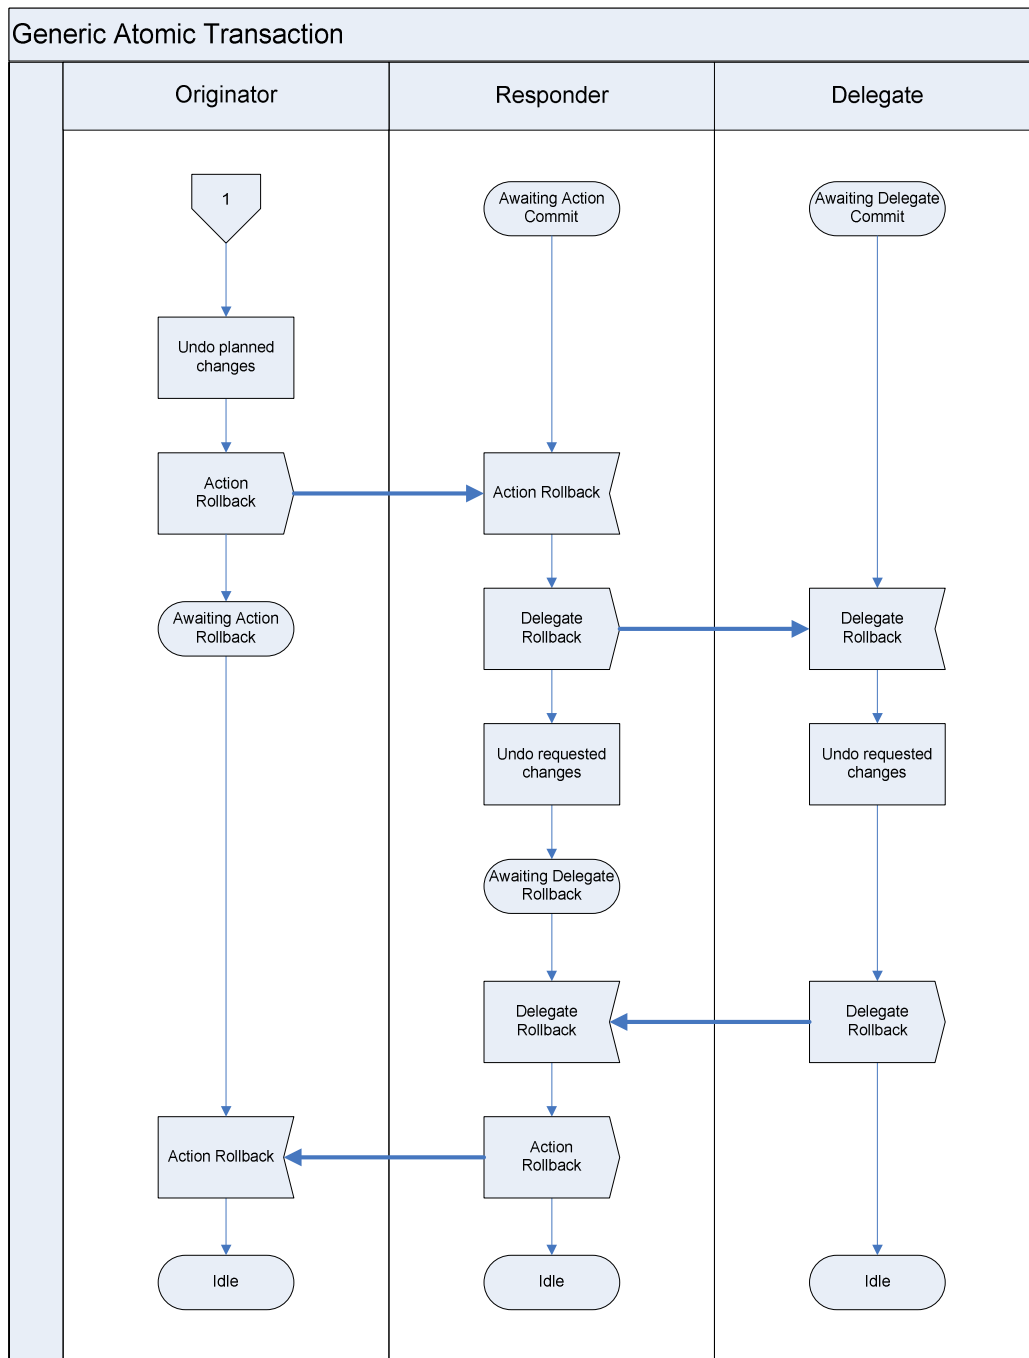 Generic Atomic Transaction
Originator
Responder
Delegate
1
Awaiting Action
Commit
Awaiting Delegate
Commit
Undo planned
changes
Action
Rollback
Action Rollback
Awaiting Action
Rollback
Delegate
Rollback
Delegate
Rollback
Undo requested
changes
Undo requested
changes
Awaiting Delegate
Rollback
Delegate
Rollback
Delegate
Rollback
Action Rollback
Action
Rollback
Idle
Idle
Idle